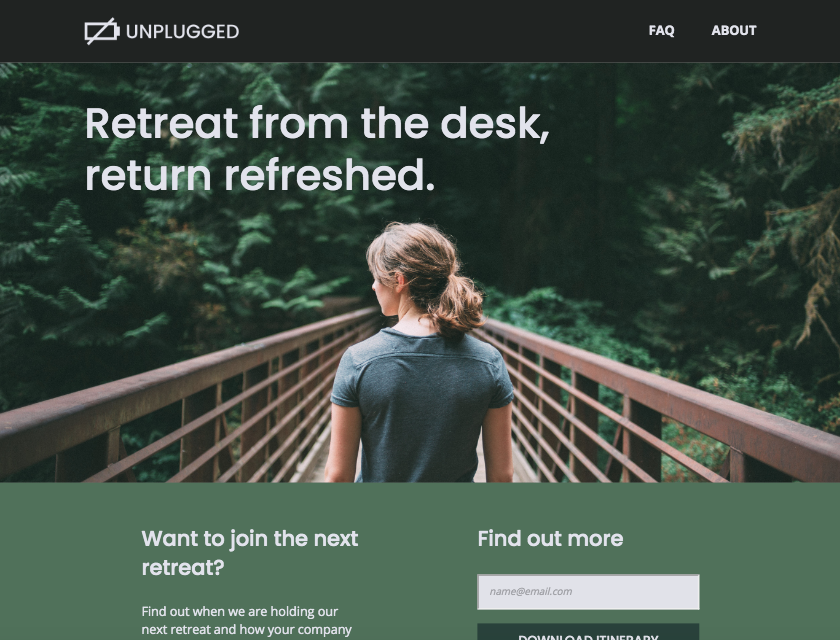 UNPLUGGED
FAQ
ABOUT
Retreat from the desk,
return refreshed.
Want to join the next
retreat?
Find out when we are holding our
next retreat and how your company
Find out more
name@email.com
DOWNLOAD ITINERARY